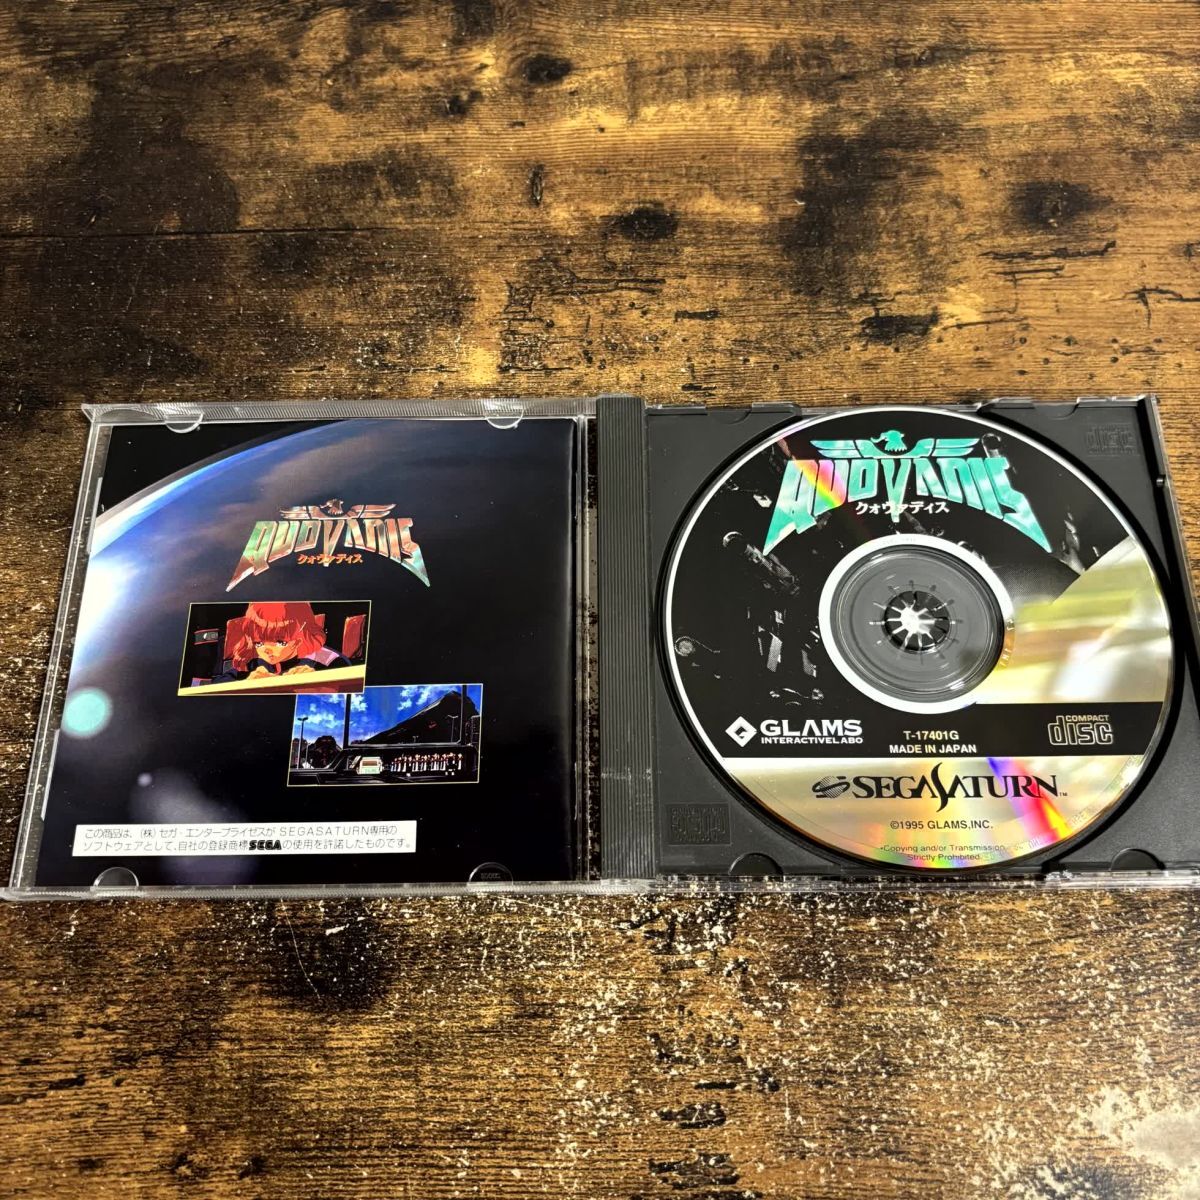 QUOVADIS
クォヴァディス
この商品は、(株)セガ・エンタープライゼスがSEGASATURN専用の
ソフトウェアとして、自社の登録商標SEGAの使用を許諾したものです。
QUOVADIS
クォヴァディス
GLAMS
INTERACTIVELABO
T-17401G
MADE IN JAPAN
COMPACT
disc
SEGASATURN™
©1995 GLAMS,INC.
•Copying and/or Transmission
Strictly Prohibited.